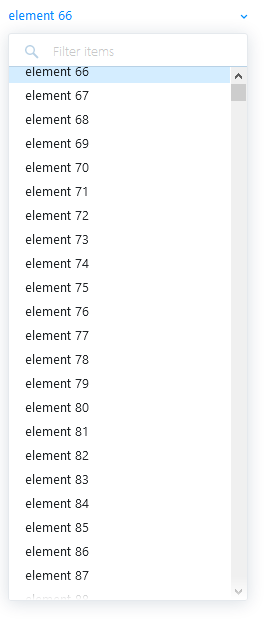 element 66
Filter items
element 66
element 67
element 68
element 69
element 70
element 71
element 72
element 73
element 74
element 75
element 76
element 77
element 78
element 79
element 80
element 81
element 82
element 83
element 84
element 85
element 86
element 87
element 88